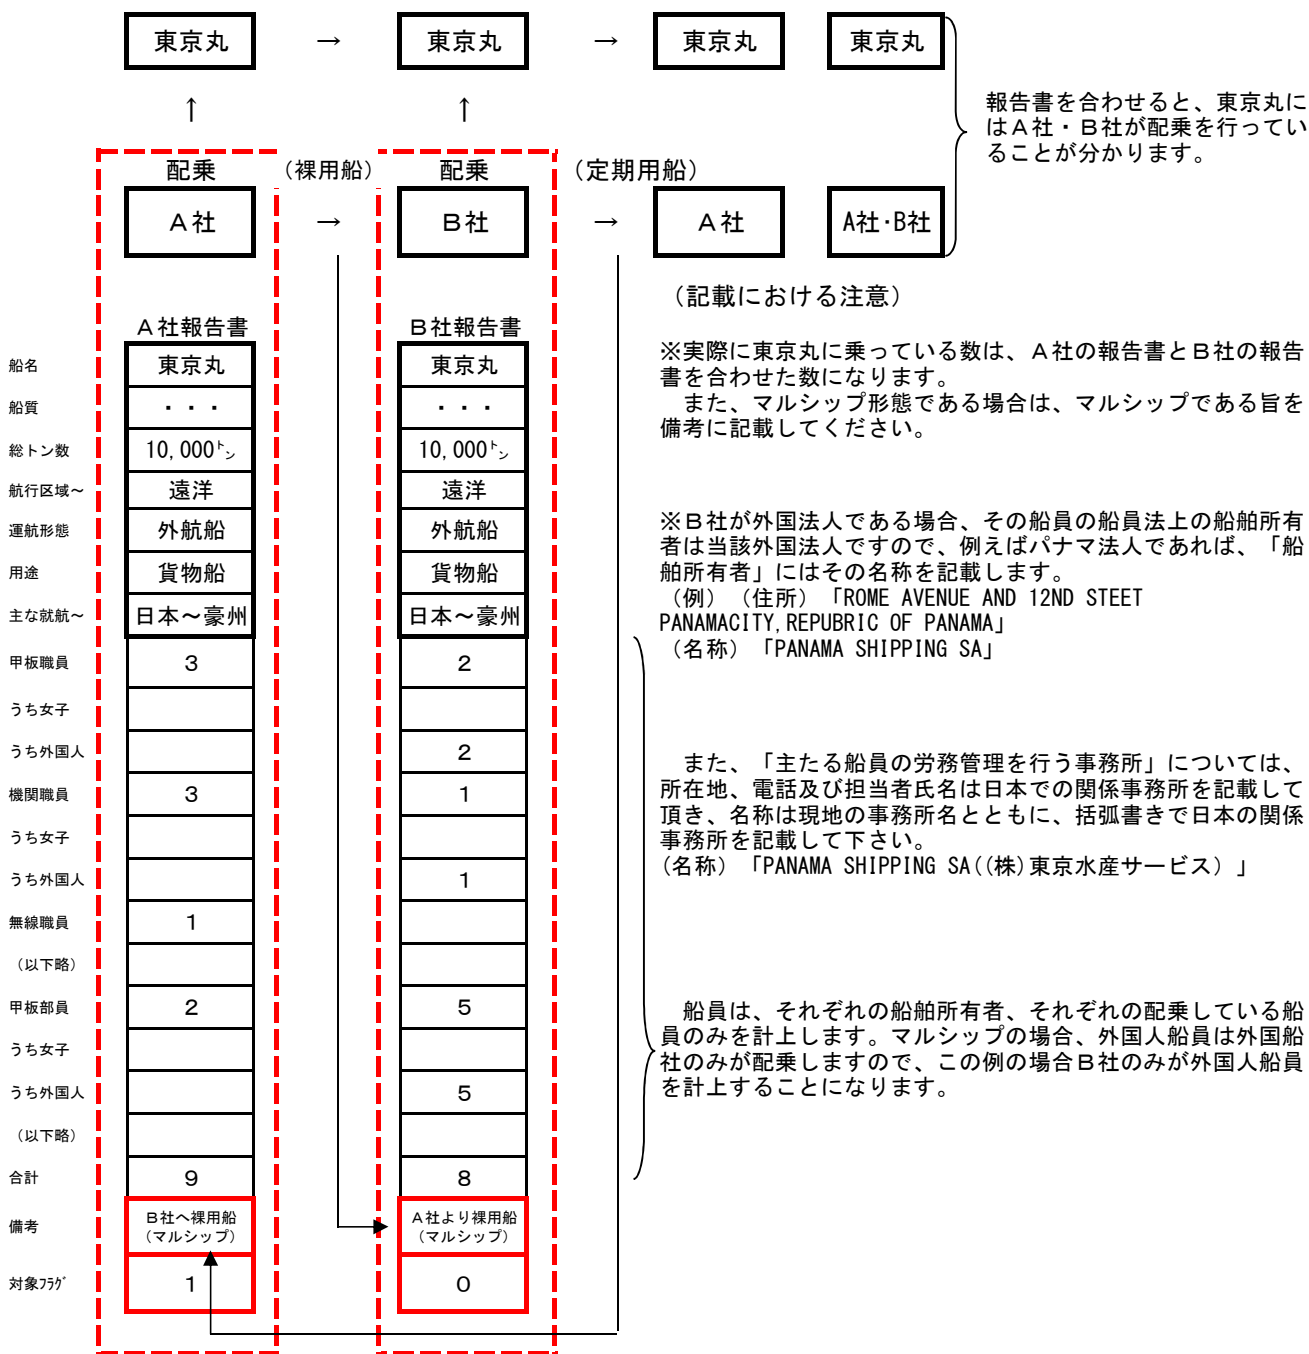 東京丸 → 東京丸 → 東京丸 東京丸
↑ ↑
報告書を合わせると、東京丸に
はA社・B社が配乗を行ってい
ることが分かります。
配乗 （裸用船） 配乗 （定期用船）
A社 → B社 → A社 A社・B社
（記載における注意）
A社報告書 B社報告書
船名 東京丸 東京丸
船質 ・・・ ・・・
総トン数 10,000㌧ 10,000㌧
航行区域～ 遠洋 遠洋
運航形態 外航船 外航船
用途 貨物船 貨物船
主な就航～ 日本～豪州 日本～豪州
甲板職員 3 2
うち女子
うち外国人 2
機関職員 3 1
うち女子
うち外国人 1
無線職員 1
（以下略）
甲板部員 2 5
うち女子
うち外国人 5
（以下略）
合計 9 8
備考 B社へ裸用船 A社より裸用船
（マルシップ） （マルシップ）
対象ﾌﾗｸﾞ 1 0
※実際に東京丸に乗っている数は、A社の報告書とB社の報告
書を合わせた数になります。
また、マルシップ形態である場合は、マルシップである旨を
備考に記載してください。
※B社が外国法人である場合、その船員の船員法上の船舶所有
者は当該外国法人ですので、例えばパナマ法人であれば、「船
舶所有者」にはその名称を記載します。
（例）（住所）「ROME AVENUE AND 12ND STEET
PANAMACITY,REPUBRIC OF PANAMA」
（名称）「PANAMA SHIPPING SA」
また、「主たる船員の労務管理を行う事務所」については、
所在地、電話及び担当者氏名は日本での関係事務所を記載して
頂き、名称は現地の事務所名とともに、括弧書きで日本の関係
事務所を記載して下さい。
(名称）「PANAMA SHIPPING SA((株)東京水産サービス）」
船員は、それぞれの船舶所有者、それぞれの配乗している船
員のみを計上します。マルシップの場合、外国人船員は外国船
社のみが配乗しますので、この例の場合B社のみが外国人船員
を計上することになります。